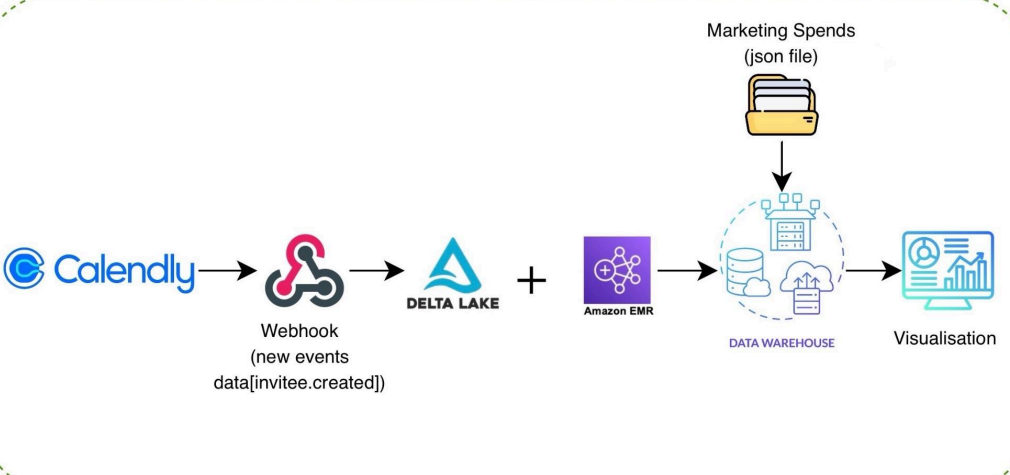 Marketing Spends
(json file)
Calendly
Webhook
(new events
data[invitee.created])
DELTA LAKE
+
Amazon EMR
DATA WAREHOUSE
Visualisation